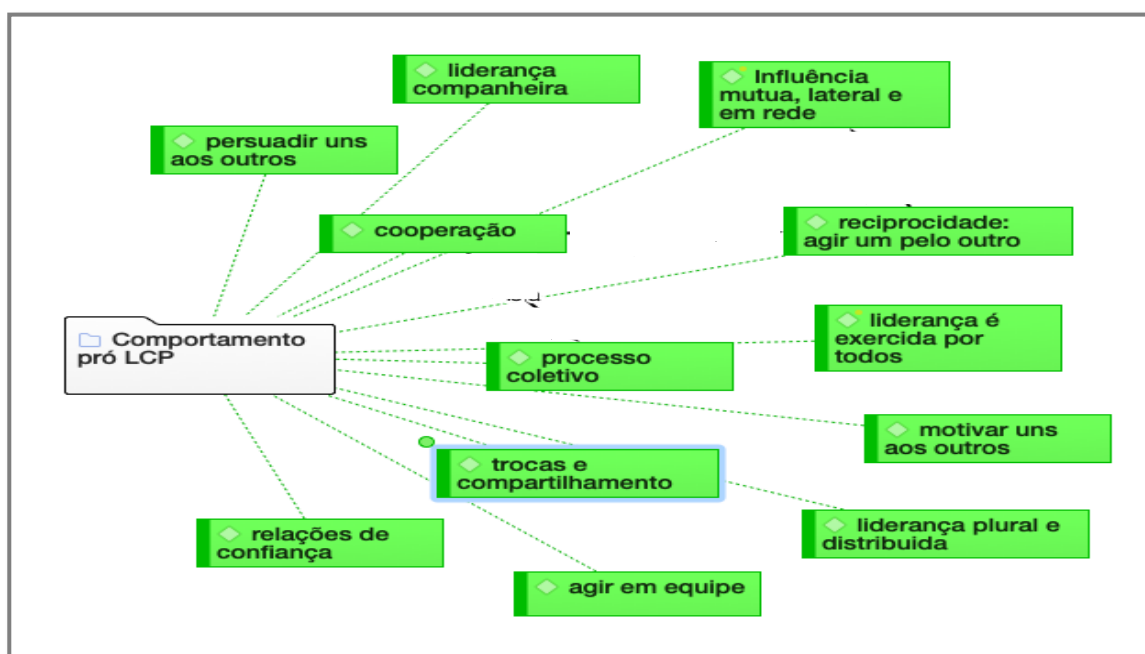 liderança
companheira
Influência
mutua, lateral e
em rede
persuadir uns
aos outros
cooperação
reciprocidade:
agir um pelo outro
Comportamento
pró LCP
liderança é
exercida por
todos
processo
coletivo
motivar uns
aos outros
trocas e
compartilhamento
liderança plural e
distribuida
relações de
confiança
agir em equipe